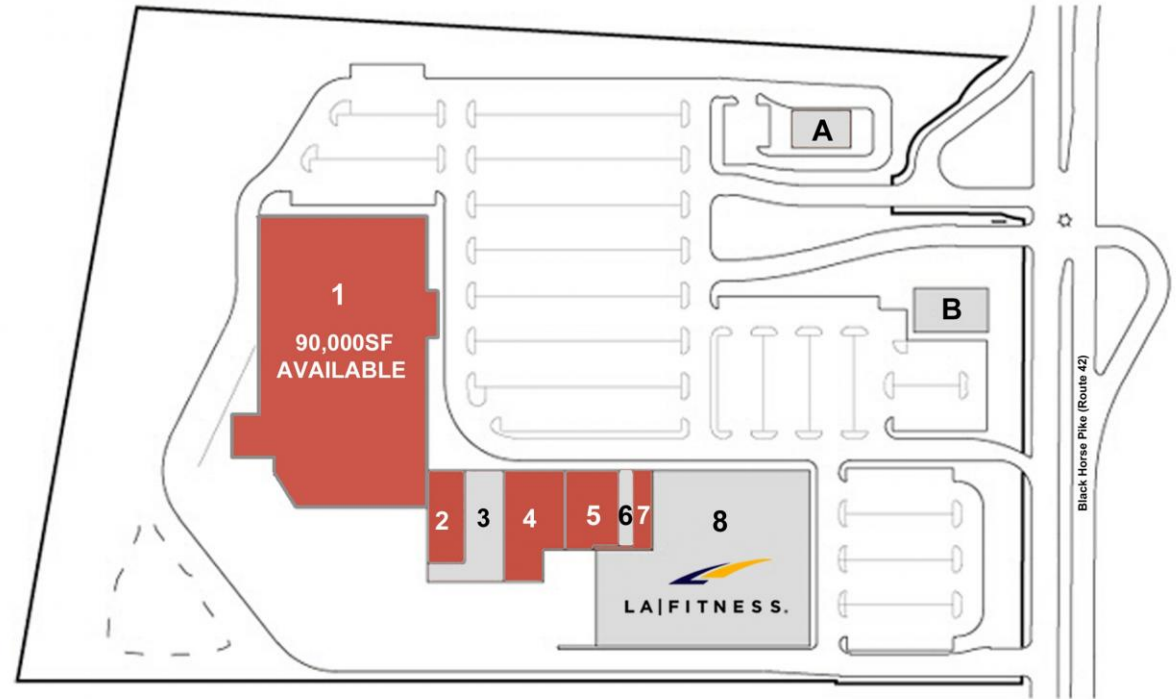 A
1
90,000SF
AVAILABLE
B
Black Horse Pike (Route 42)
2
3
4
5
6
7
8
LA|FITNESS.